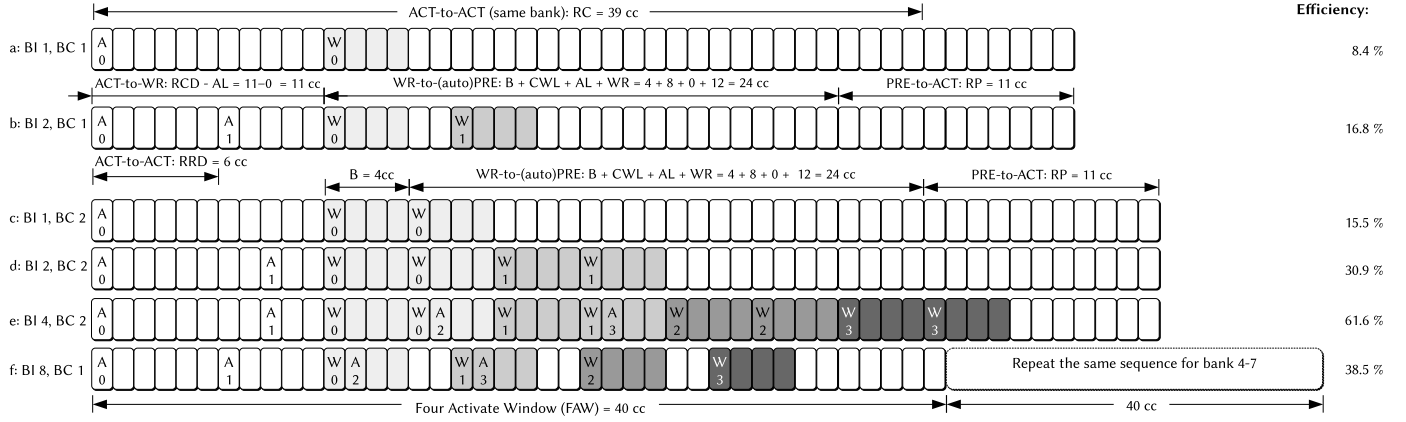 ACT-to-ACT (same bank): RC = 39 cc
Efficiency:
a: BI 1, BC 1 A 0 W 0 8.4 %
ACT-to-WR: RCD - AL = 11–0 = 11 cc WR-to-(auto)PRE: B + CWL + AL + WR = 4 + 8 + 0 + 12 = 24 cc PRE-to-ACT: RP = 11 cc
b: BI 2, BC 1 A 0 A 1 W 0 W 1 16.8 %
ACT-to-ACT: RRD = 6 cc
B = 4cc WR-to-(auto)PRE: B + CWL + AL + WR = 4 + 8 + 0 + 12 = 24 cc PRE-to-ACT: RP = 11 cc
c: BI 1, BC 2 A 0 W 0 W 0 15.5 %
d: BI 2, BC 2 A 0 A 1 W 0 W 0 W 1 W 1 30.9 %
e: BI 4, BC 2 A 0 A 1 W 0 W 0 A 2 W 1 W 1 A 3 W 2 W 2 W 3 W 3 61.6 %
f: BI 8, BC 1 A 0 A 1 W 0 A 2 W 1 A 3 W 2 W 3 Repeat the same sequence for bank 4-7 38.5 %
Four Activate Window (FAW) = 40 cc 40 cc